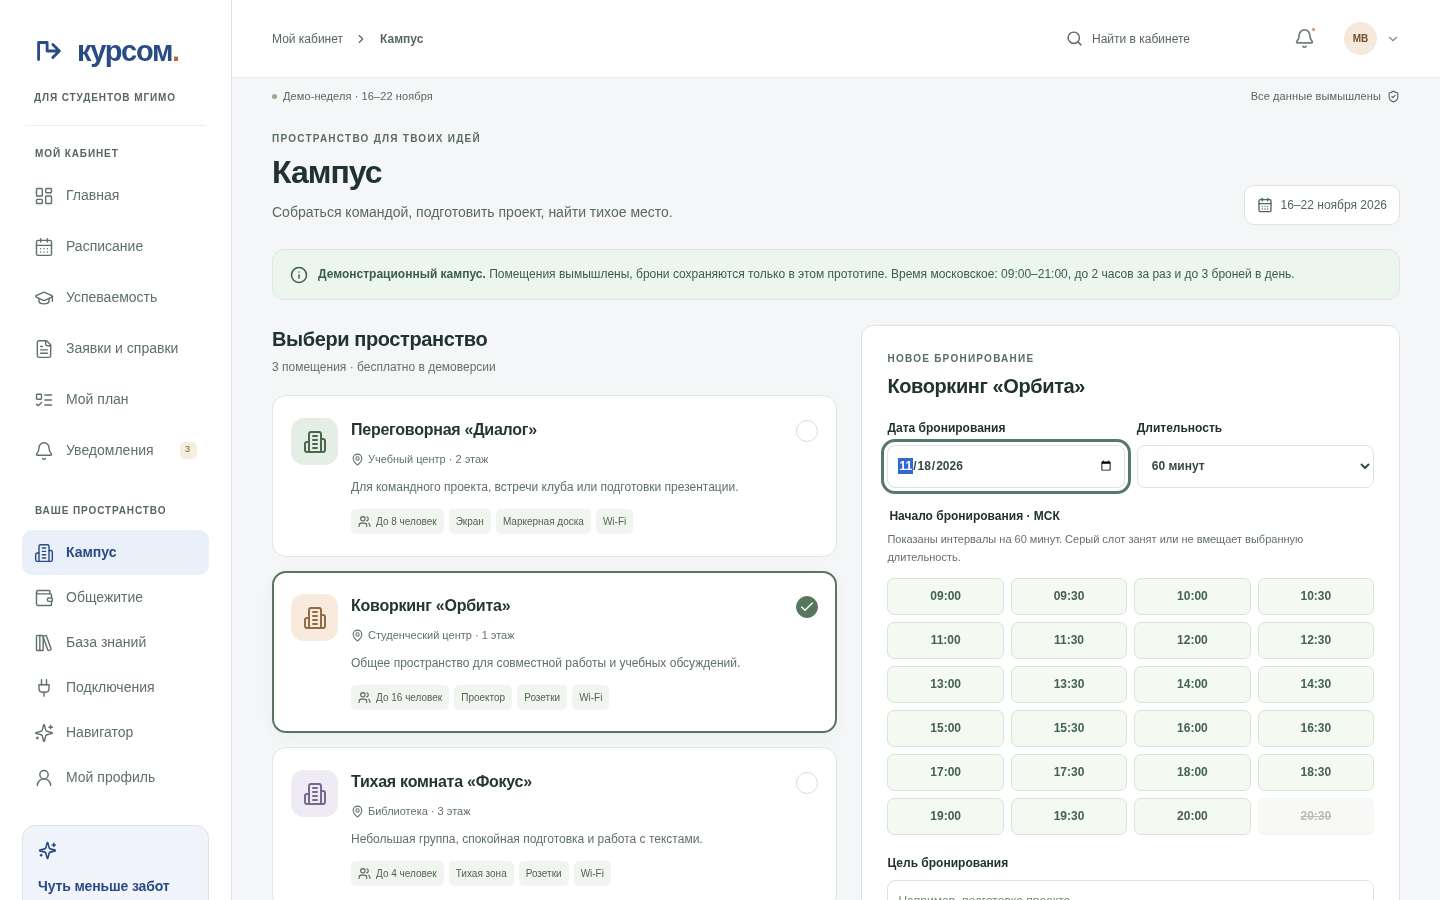 курсом.
ДЛЯ СТУДЕНТОВ МГИМО
МОЙ КАБИНЕТ
Главная
Расписание
Успеваемость
Заявки и справки
Мой план
Уведомления 3
ВАШЕ ПРОСТРАНСТВО
Кампус
Общежитие
База знаний
Подключения
Навигатор
Мой профиль
Чуть меньше забот
Мой кабинет > Кампус
Найти в кабинете
МВ
Демо-неделя · 16–22 ноября
Все данные вымышлены
ПРОСТРАНСТВО ДЛЯ ТВОИХ ИДЕЙ
Кампус
Собраться командой, подготовить проект, найти тихое место.
16–22 ноября 2026
Демонстрационный кампус. Помещения вымышлены, брони сохраняются только в этом прототипе. Время московское: 09:00–21:00, до 2 часов за раз и до 3 броней в день.
Выбери пространство
3 помещения · бесплатно в демоверсии
Переговорная «Диалог»
Учебный центр · 2 этаж
Для командного проекта, встречи клуба или подготовки презентации.
До 8 человек Экран Маркерная доска Wi-Fi
Коворкинг «Орбита»
Студенческий центр · 1 этаж
Общее пространство для совместной работы и учебных обсуждений.
До 16 человек Проектор Розетки Wi-Fi
Тихая комната «Фокус»
Библиотека · 3 этаж
Небольшая группа, спокойная подготовка и работа с текстами.
До 4 человек Тихая зона Розетки Wi-Fi
НОВОЕ БРОНИРОВАНИЕ
Коворкинг «Орбита»
Дата бронирования Длительность
11/18/2026 60 минут
Начало бронирования · МСК
Показаны интервалы на 60 минут. Серый слот занят или не вмещает выбранную
длительность.
09:00 09:30 10:00 10:30
11:00 11:30 12:00 12:30
13:00 13:30 14:00 14:30
15:00 15:30 16:00 16:30
17:00 17:30 18:00 18:30
19:00 19:30 20:00 20:30
Цель бронирования
Например, подготовка проекта